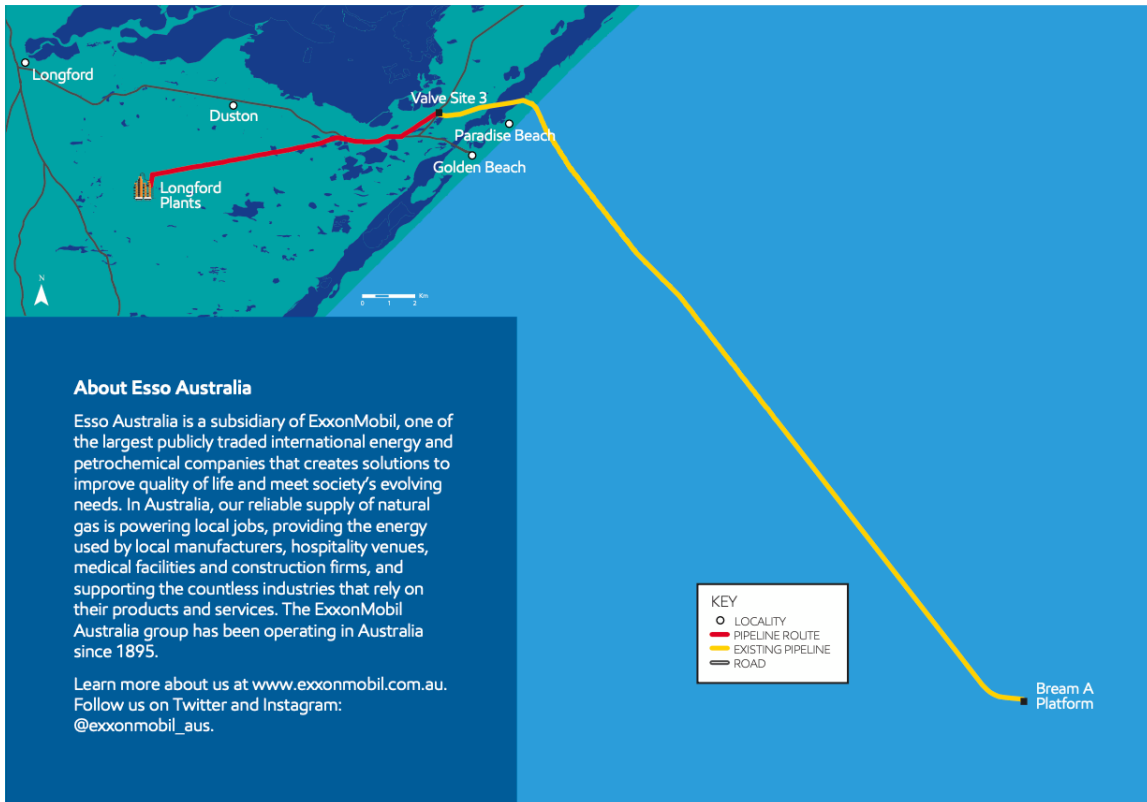 Longford
Duston
Valve Site 3
Paradise Beach
Golden Beach
Longford
Plants
N
0 1 2 Km
About Esso Australia
Esso Australia is a subsidiary of ExxonMobil, one of
the largest publicly traded international energy and
petrochemical companies that creates solutions to
improve quality of life and meet society's evolving
needs. In Australia, our reliable supply of natural
gas is powering local jobs, providing the energy
used by local manufacturers, hospitality venues,
medical facilities and construction firms, and
supporting the countless industries that rely on
their products and services. The ExxonMobil
Australia group has been operating in Australia
since 1895.
Learn more about us at www.exxonmobil.com.au.
Follow us on Twitter and Instagram:
@exxonmobil_aus.
KEY
LOCALITY
PIPELINE ROUTE
EXISTING PIPELINE
ROAD
Bream A
Platform